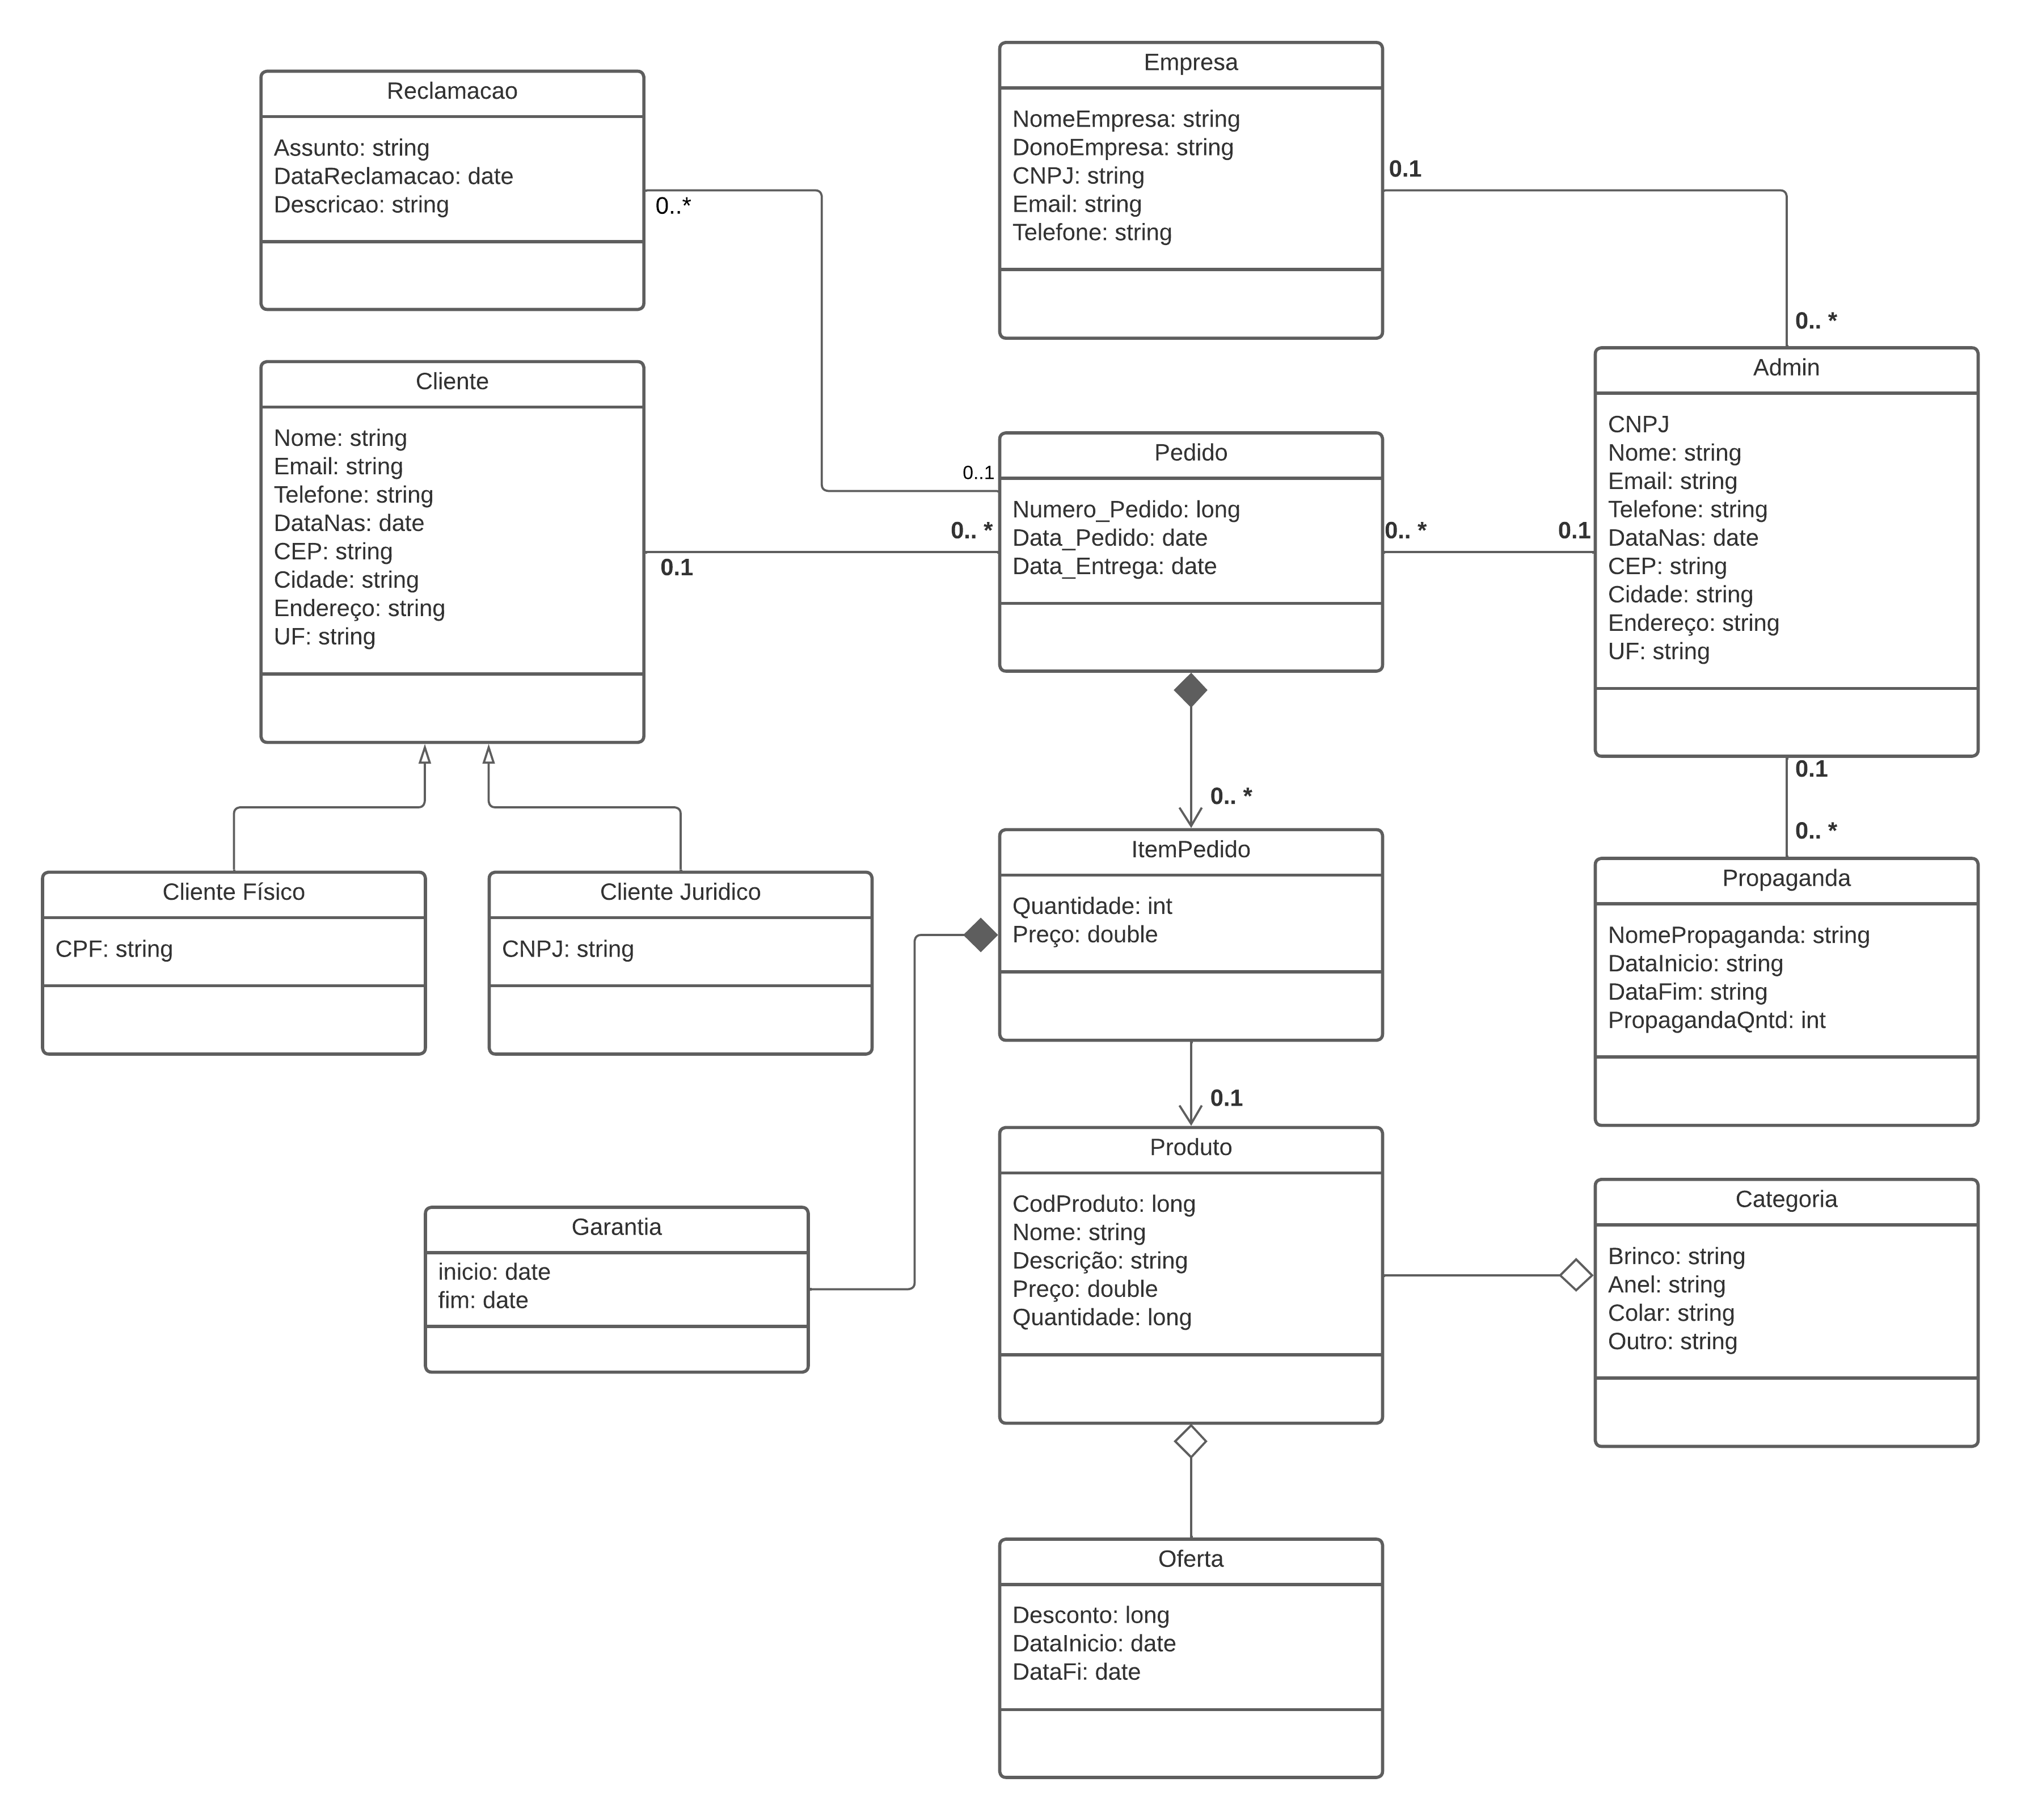 Reclamacao
Assunto: string
DataReclamacao: date
Descricao: string
0..*
Empresa
NomeEmpresa: string
DonoEmpresa: string
CNPJ: string
Email: string
Telefone: string
0.1
0.. *
Cliente
Nome: string
Email: string
Telefone: string
DataNas: date
CEP: string
Cidade: string
Endereço: string
UF: string
0.1
0..1
0.. *
Pedido
Numero_Pedido: long
Data_Pedido: date
Data_Entrega: date
0.. *
0.1
Admin
CNPJ
Nome: string
Email: string
Telefone: string
DataNas: date
CEP: string
Cidade: string
Endereço: string
UF: string
0.1
0.. *
0.. *
Cliente Físico
CPF: string
Cliente Juridico
CNPJ: string
ItemPedido
Quantidade: int
Preço: double
0.1
Propaganda
NomePropaganda: string
DataInicio: string
DataFim: string
PropagandaQntd: int
Garantia
inicio: date
fim: date
Produto
CodProduto: long
Nome: string
Descrição: string
Preço: double
Quantidade: long
Categoria
Brinco: string
Anel: string
Colar: string
Outro: string
Oferta
Desconto: long
DataInicio: date
DataFi: date